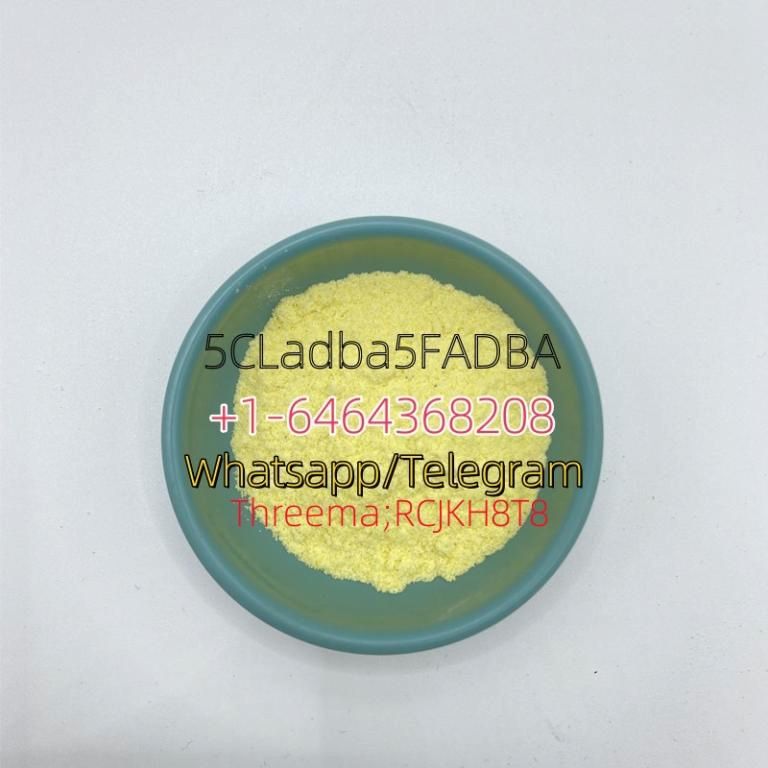 5CLadba5FADBA
+1-6464368208
Whatsapp/Telegram
Threema;RCJKH8T8